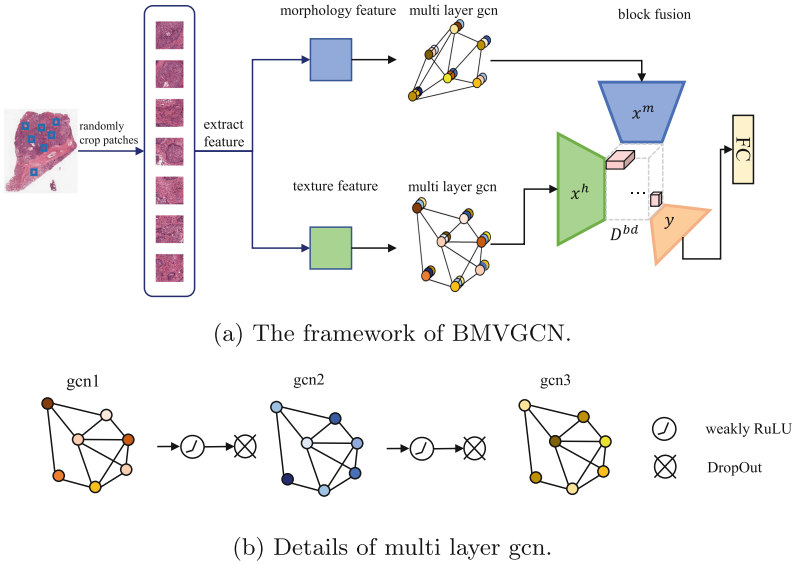 morphology feature
multi layer gcn
block fusion
randomly
crop patches
extract
feature
x^m
FC
texture feature
multi layer gcn
x^h
...
y
D^{bd}
(a) The framework of BMVGCN.
gcn1
gcn2
gcn3
weakly RuLU
DropOut
(b) Details of multi layer gcn.